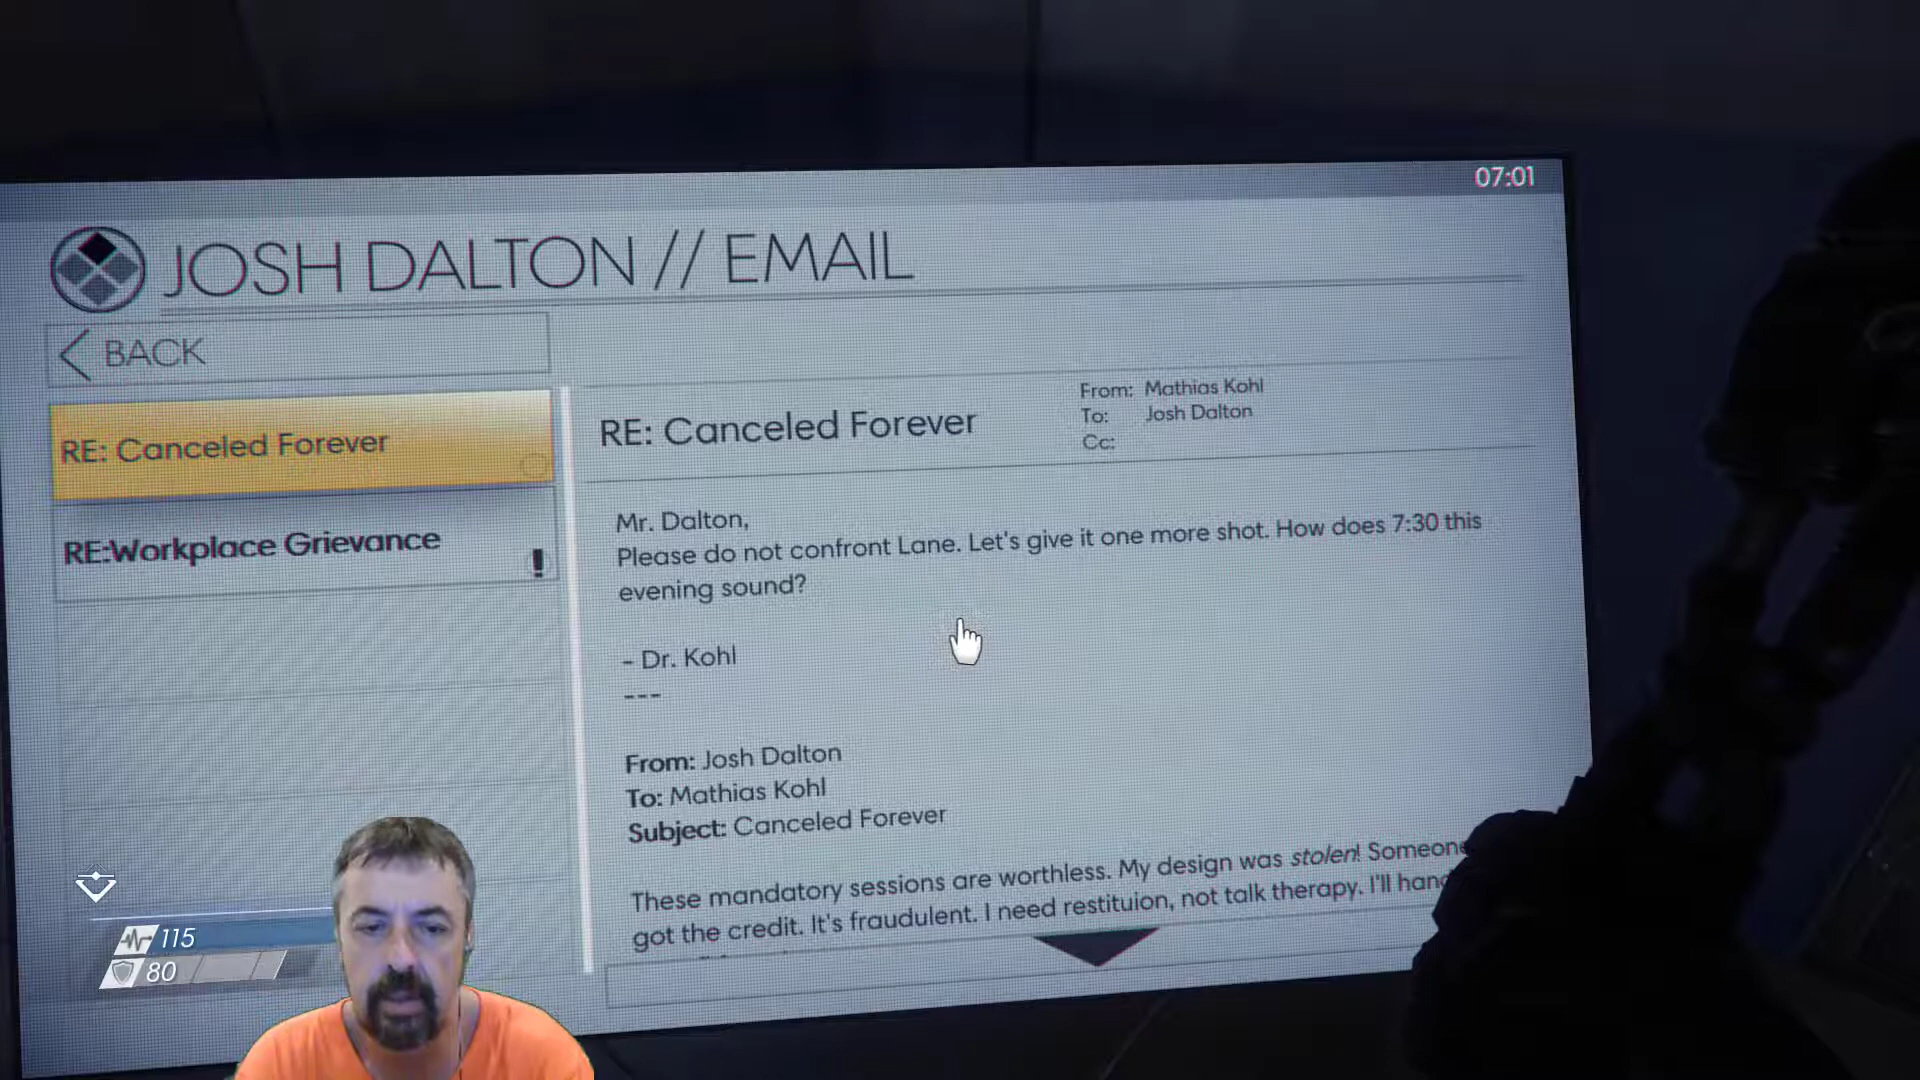 07:01
JOSH DALTON // EMAIL
BACK
RE: Canceled Forever
RE:Workplace Grievance
!
RE: Canceled Forever
From: Mathias Kohl
To: Josh Dalton
Cc:
Mr. Dalton,
Please do not confront Lane. Let's give it one more shot. How does 7:30 this
evening sound?
- Dr. Kohl
---
From: Josh Dalton
To: Mathias Kohl
Subject: Canceled Forever
These mandatory sessions are worthless. My design was stolen! Someone
got the credit. It's fraudulent. I need restituion, not talk therapy. I'll hand
115
80